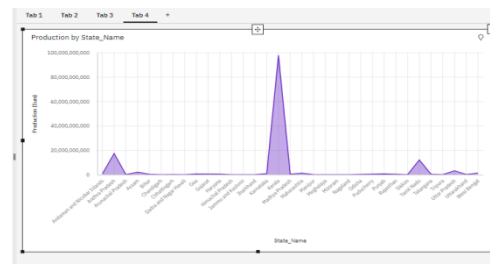 Tab 1 Tab 2 Tab 3 Tab 4 +
Production by State_Name
100,000,000,000
80,000,000,000
60,000,000,000
40,000,000,000
20,000,000,000
0
Production (Sum)
Andaman and Nicobar Islands
Andhra Pradesh
Arunachal Pradesh
Assam
Bihar
Chandigarh
Chhattisgarh
Dadra and Nagar Haveli
Goa
Gujarat
Haryana
Himachal Pradesh
Jammu and Kashmir
Jharkhand
Karnataka
Kerala
Madhya Pradesh
Maharashtra
Manipur
Meghalaya
Mizoram
Nagaland
Odisha
Puducherry
Punjab
Rajasthan
Sikkim
Tamil Nadu
Telangana
Tripura
Uttar Pradesh
Uttarakhand
West Bengal
State_Name